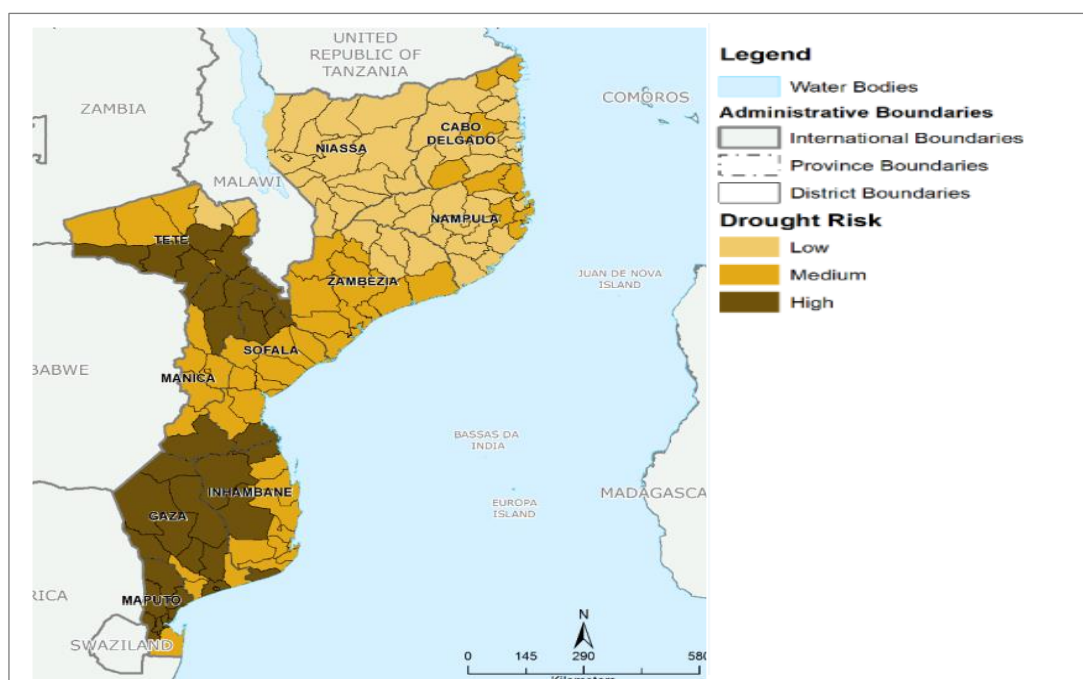 UNITED
REPUBLIC OF
TANZANIA
ZAMBIA
COMOROS
CABO
DELGADO
NIASSA
MALAWI
NAMPULA
TETE
JUAN DE NOVA
ISLAND
ZAMBEZIA
SOFALA
BABWE
MANICA
BASSAS DA
INDIA
INHAMBANE
EUROPA
ISLAND
MADAGASCA
GAZA
RICA
MAPUTO
SWAZILAND
N
0 145 290 580
Legend
Water Bodies
Administrative Boundaries
International Boundaries
Province Boundaries
District Boundaries
Drought Risk
Low
Medium
High